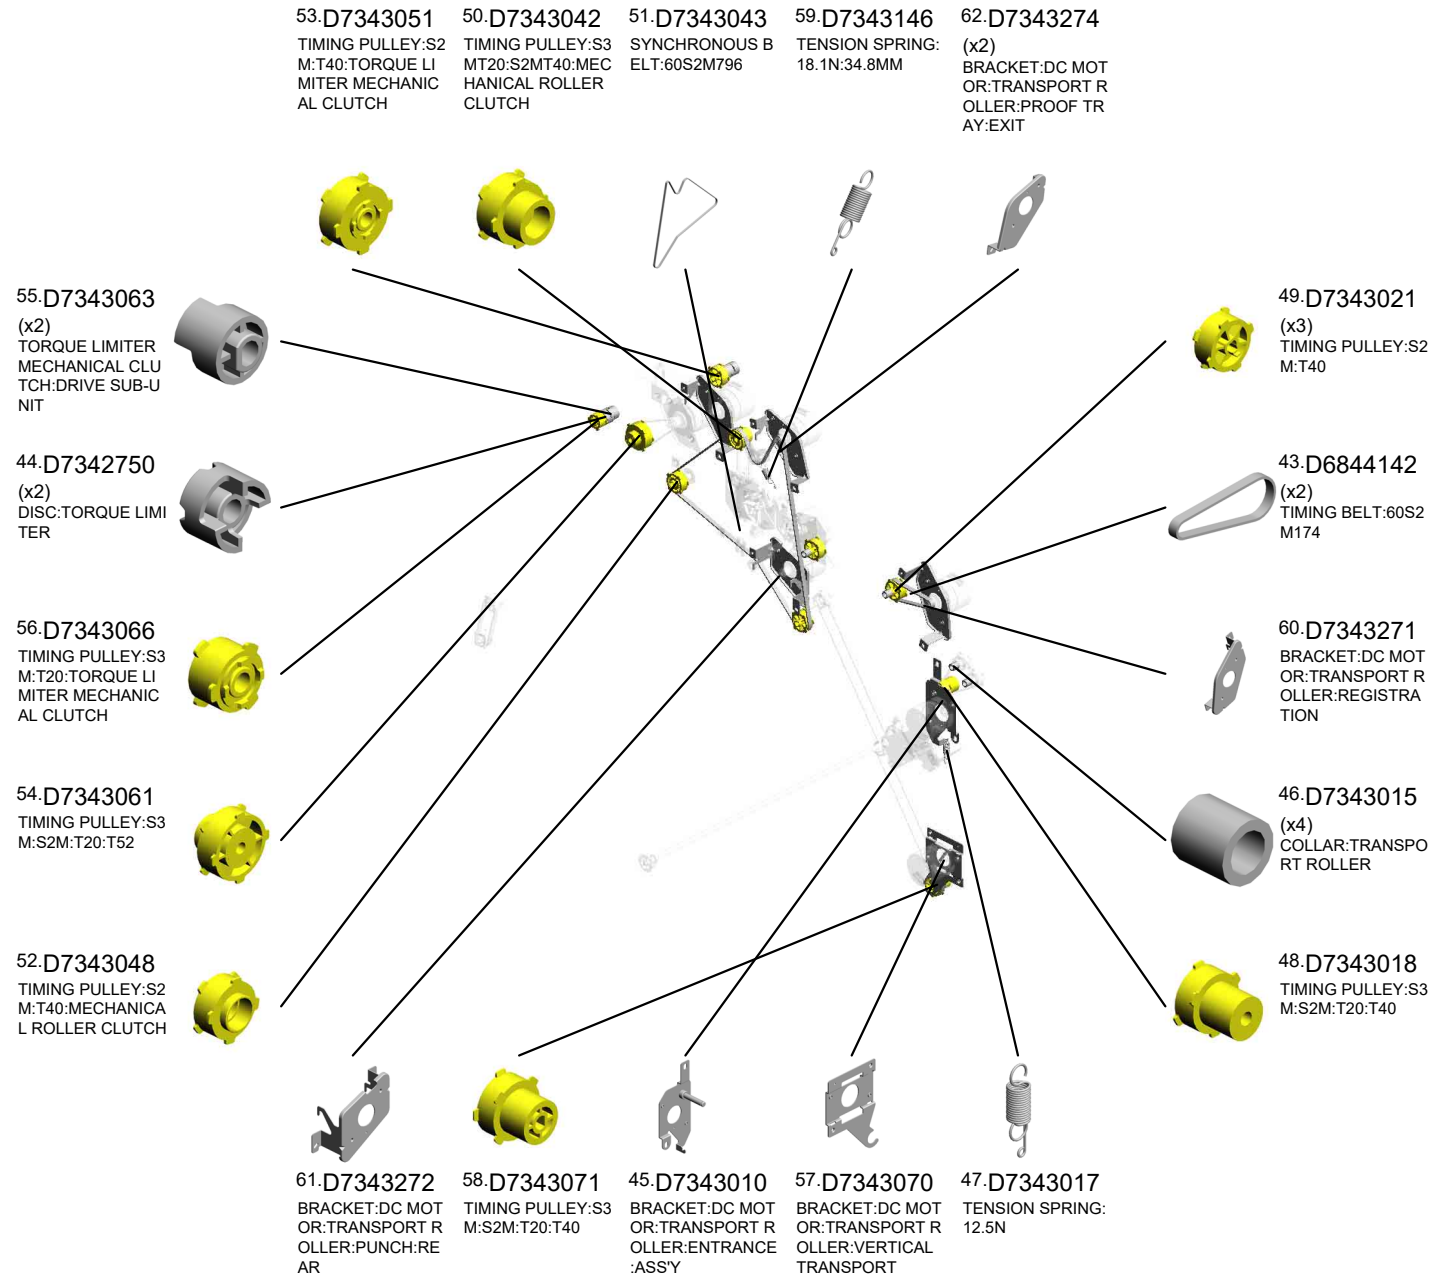 53.D7343051
TIMING PULLEY:S2
M:T40:TORQUE LI
MITER MECHANIC
AL CLUTCH
50.D7343042
TIMING PULLEY:S3
MT20:S2MT40:MEC
HANICAL ROLLER
CLUTCH
51.D7343043
SYNCHRONOUS B
ELT:60S2M796
59.D7343146
TENSION SPRING:
18.1N:34.8MM
62.D7343274
(x2)
BRACKET:DC MOT
OR:TRANSPORT R
OLLER:PROOF TR
AY:EXIT
55.D7343063
(x2)
TORQUE LIMITER
MECHANICAL CLU
TCH:DRIVE SUB-U
NIT
44.D7342750
(x2)
DISC:TORQUE LIMI
TER
56.D7343066
TIMING PULLEY:S3
M:T20:TORQUE LI
MITER MECHANIC
AL CLUTCH
54.D7343061
TIMING PULLEY:S3
M:S2M:T20:T52
52.D7343048
TIMING PULLEY:S2
M:T40:MECHANICA
L ROLLER CLUTCH
49.D7343021
(x3)
TIMING PULLEY:S2
M:T40
43.D6844142
(x2)
TIMING BELT:60S2
M174
60.D7343271
BRACKET:DC MOT
OR:TRANSPORT R
OLLER:REGISTRA
TION
46.D7343015
(x4)
COLLAR:TRANSPO
RT ROLLER
48.D7343018
TIMING PULLEY:S3
M:S2M:T20:T40
61.D7343272
BRACKET:DC MOT
OR:TRANSPORT R
OLLER:PUNCH:RE
AR
58.D7343071
TIMING PULLEY:S3
M:S2M:T20:T40
45.D7343010
BRACKET:DC MOT
OR:TRANSPORT R
OLLER:ENTRANCE
:ASS'Y
57.D7343070
BRACKET:DC MOT
OR:TRANSPORT R
OLLER:VERTICAL
TRANSPORT
47.D7343017
TENSION SPRING:
12.5N